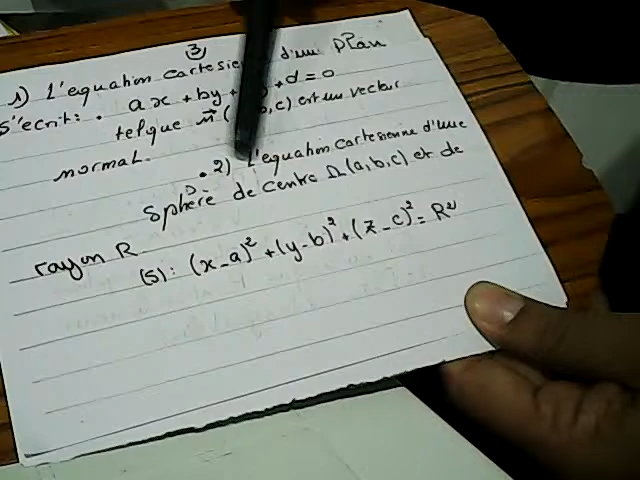 3
1) L'equation cartesie d'un Plan
s'ecrit: . ax + by + + d = 0
telque n ( b, c) est un vecteur
normal.
. 2) L'equation cartesienne d'une
sphère de centre Ω(a, b, c) et de
rayon R
(S): (x - a)² + (y - b)² + (z - c)² = R²